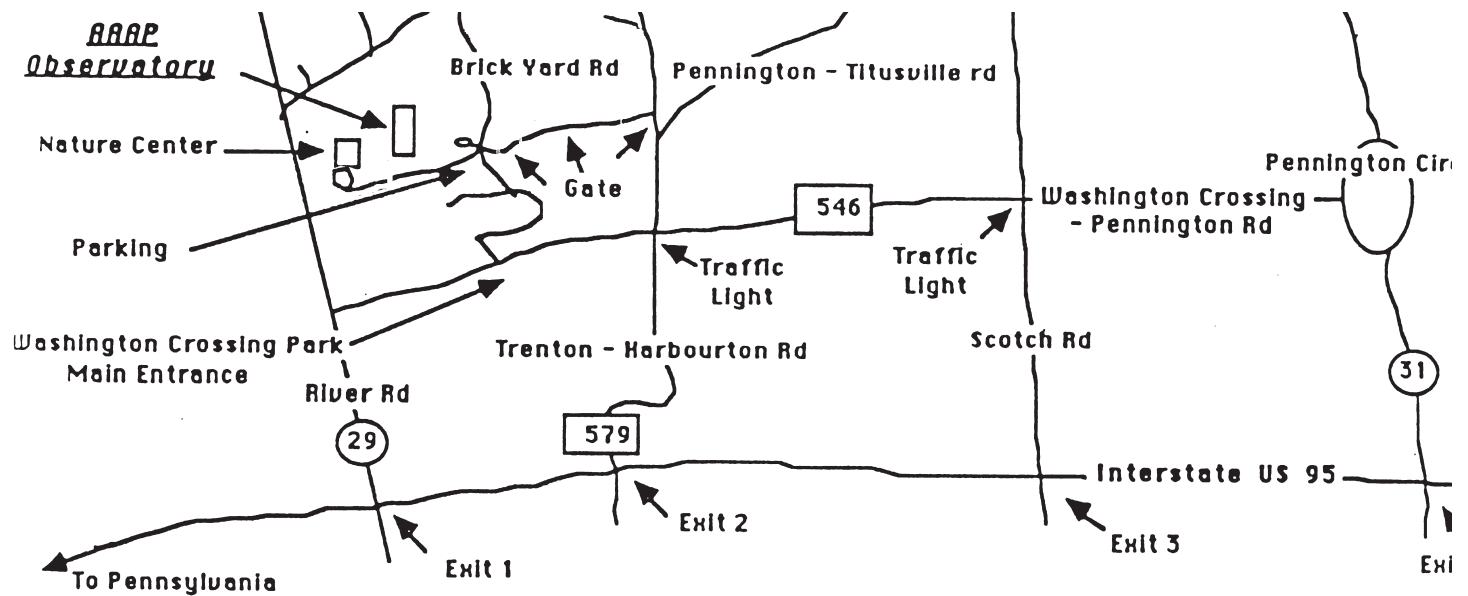 AAAP
Observatory
Brick Yard Rd
Pennington - Titusville rd
Nature Center
Pennington Cir
Gate
546
Washington Crossing
- Pennington Rd
Parking
Traffic
Light
Traffic
Light
Washington Crossing Park
Main Entrance
Trenton - Harbourton Rd
Scotch Rd
31
River Rd
29
579
Interstate US 95
Exit 2
Exit 3
Exit 1
Exi
To Pennsylvania